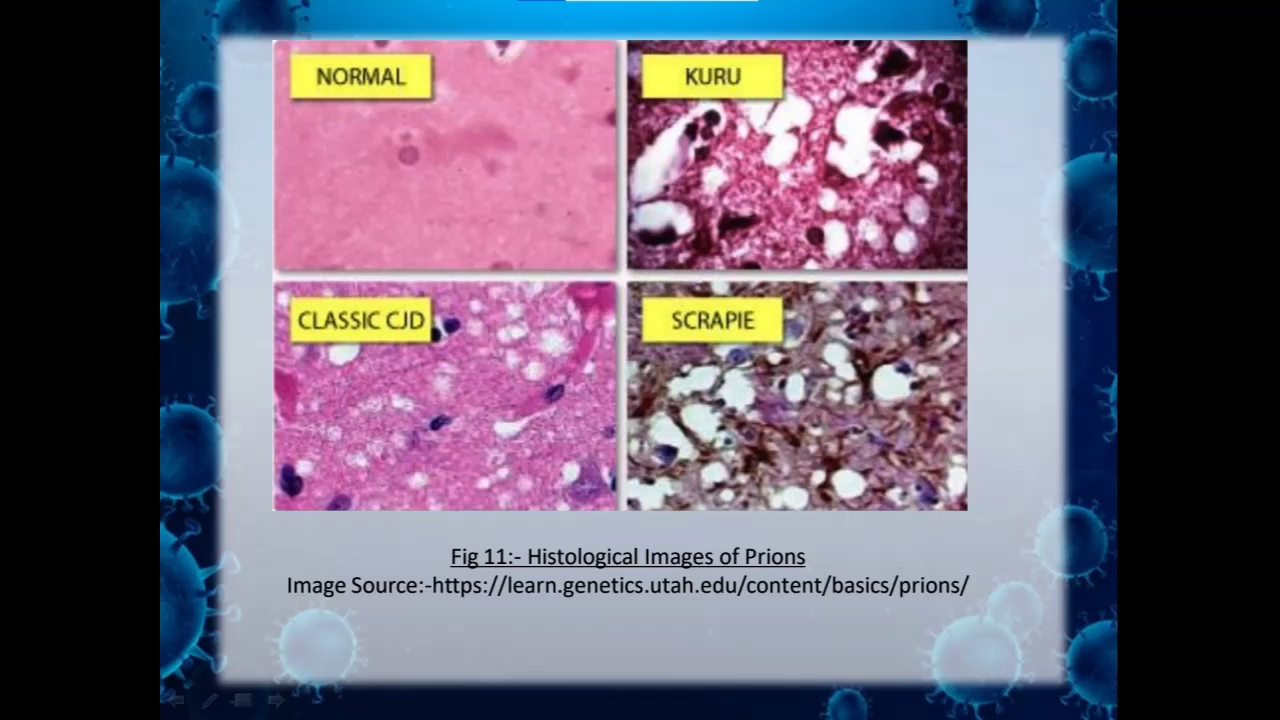 NORMAL
KURU
CLASSIC CJD
SCRAPIE
Fig 11:- Histological Images of Prions
Image Source:-https://learn.genetics.utah.edu/content/basics/prions/